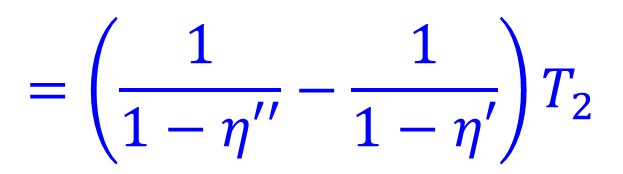 = ( 1 / (1 − η′′) − 1 / (1 − η′) ) T₂